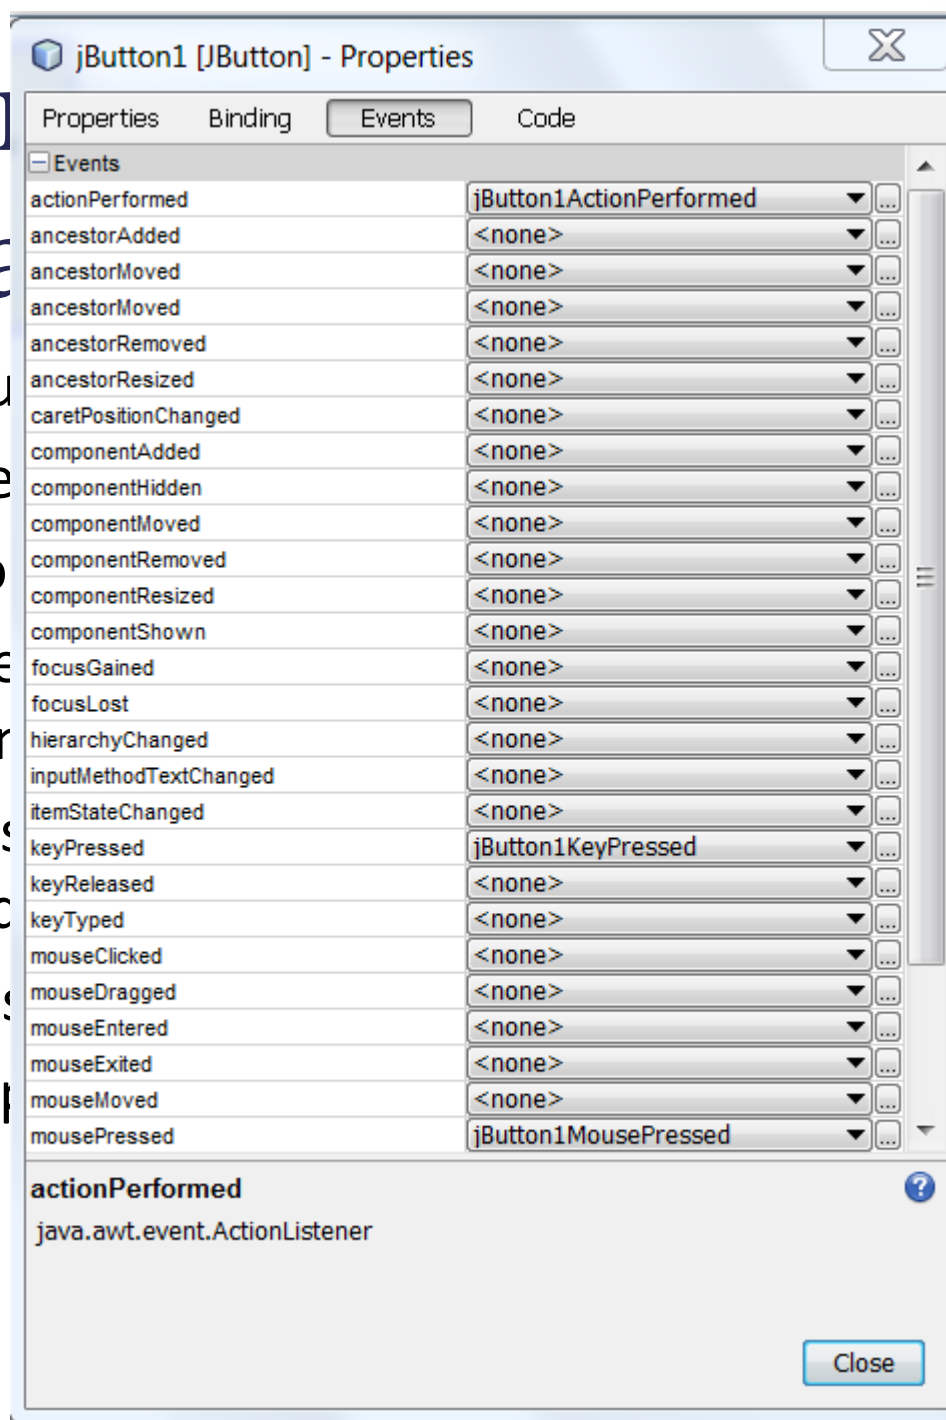 jButton1 [JButton] - Properties
Properties Binding Events Code
Events
actionPerformed jButton1ActionPerformed ...
ancestorAdded <none> ...
ancestorMoved <none> ...
ancestorMoved <none> ...
ancestorRemoved <none> ...
ancestorResized <none> ...
caretPositionChanged <none> ...
componentAdded <none> ...
componentHidden <none> ...
componentMoved <none> ...
componentRemoved <none> ...
componentResized <none> ...
componentShown <none> ...
focusGained <none> ...
focusLost <none> ...
hierarchyChanged <none> ...
inputMethodTextChanged <none> ...
itemStateChanged <none> ...
keyPressed jButton1KeyPressed ...
keyReleased <none> ...
keyTyped <none> ...
mouseClicked <none> ...
mouseDragged <none> ...
mouseEntered <none> ...
mouseExited <none> ...
mouseMoved <none> ...
mousePressed jButton1MousePressed ...
actionPerformed ?
java.awt.event.ActionListener
Close